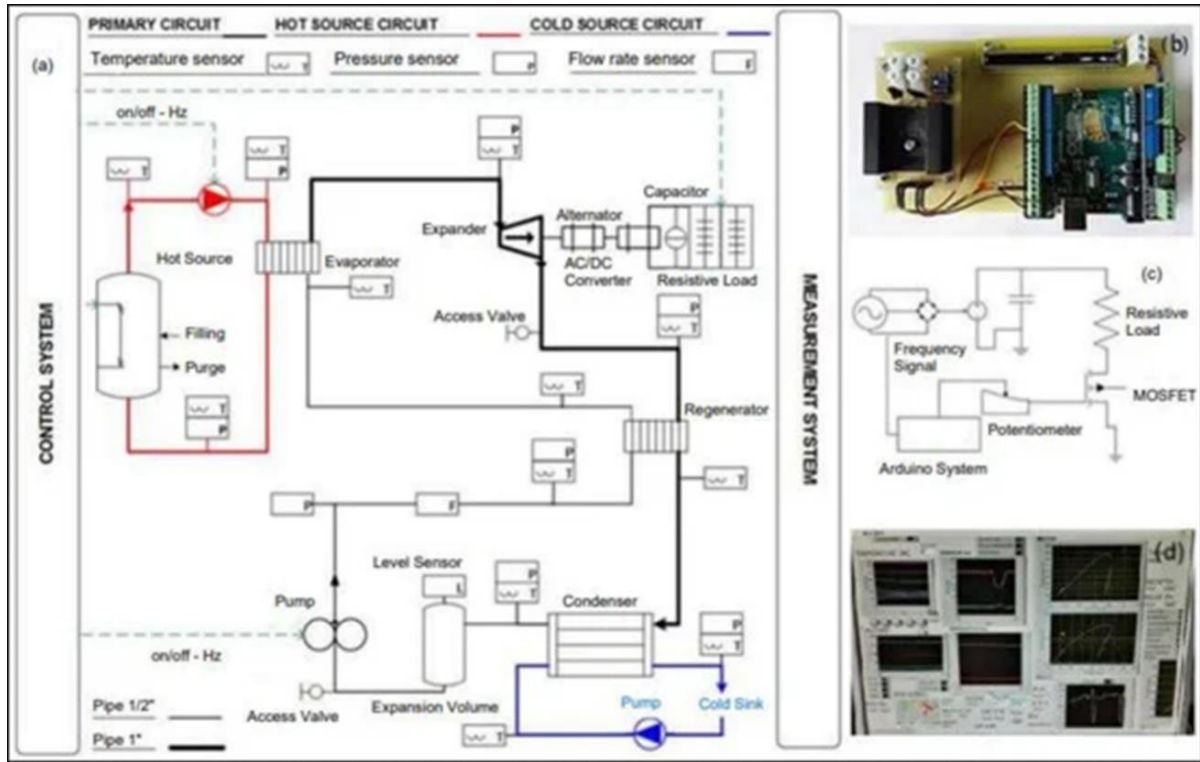 PRIMARY CIRCUIT HOT SOURCE CIRCUIT COLD SOURCE CIRCUIT
(a) Temperature sensor T Pressure sensor P Flow rate sensor F
on/off - Hz
T
T
P
P
T
Capacitor
Alternator
Expander
AC/DC
Converter
Resistive Load
Hot Source
Evaporator
T
P
T
Access Valve
Filling
Purge
T
P
T
Regenerator
P
T
T
P
F
Level Sensor
L
P
T
Condenser
P
T
Pump
on/off - Hz
Access Valve
Expansion Volume
Pump
Cold Sink
T
Pipe 1/2"
Pipe 1"
CONTROL SYSTEM
MEASUREMENT SYSTEM
(b)
(c)
Resistive
Load
Frequency
Signal
MOSFET
Potentiometer
Arduino System
(d)